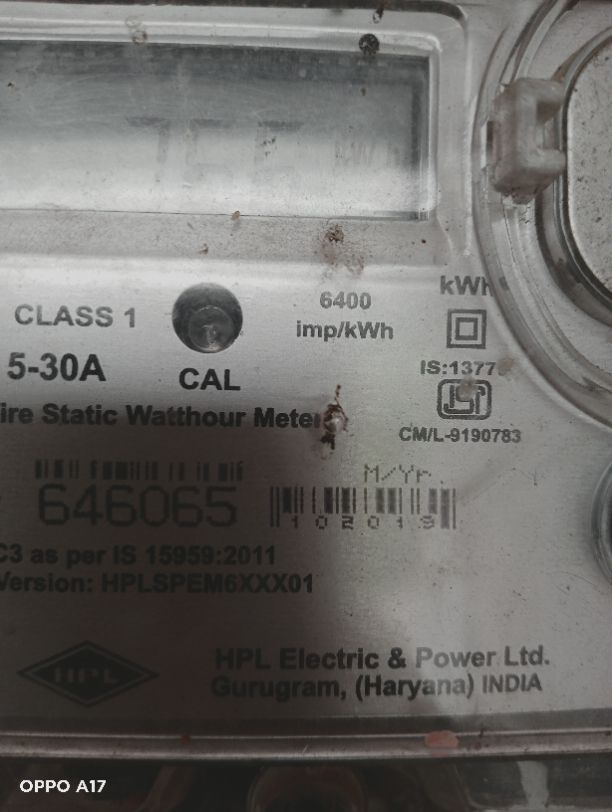 kWh
6400
CLASS 1
imp/kWh
5-30A
CAL
IS:1377
ire Static Watthour Meter
CM/L-9190783
M/Yr.
646065
102019
C3 as per IS 15959:2011
Version: HPLSPEM6XXX01
HPL
HPL Electric & Power Ltd.
Gurugram, (Haryana) INDIA
OPPO A17